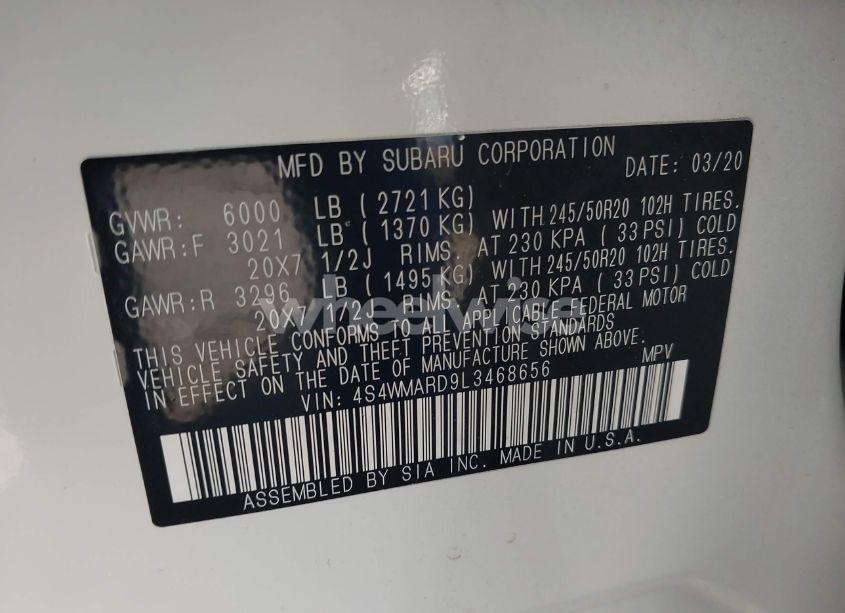 MFD BY SUBARU CORPORATION DATE: 03/20
GVWR: 6000 LB ( 2721 KG)
GAWR:F 3021 LB ( 1370 KG) WITH 245/50R20 102H TIRES.
20X7 1/2J RIMS. AT 230 KPA ( 33 PSI) COLD
GAWR:R 3296 LB ( 1495 KG) WITH 245/50R20 102H TIRES.
20X7 1/2J RIMS. AT 230 KPA ( 33 PSI) COLD
THIS VEHICLE CONFORMS TO ALL APPLICABLE FEDERAL MOTOR
VEHICLE SAFETY AND THEFT PREVENTION STANDARDS
IN EFFECT ON THE DATE OF MANUFACTURE SHOWN ABOVE.
VIN: 4S4WMARD9L3468656 MPV
ASSEMBLED BY SIA INC. MADE IN U.S.A.
wheelwise